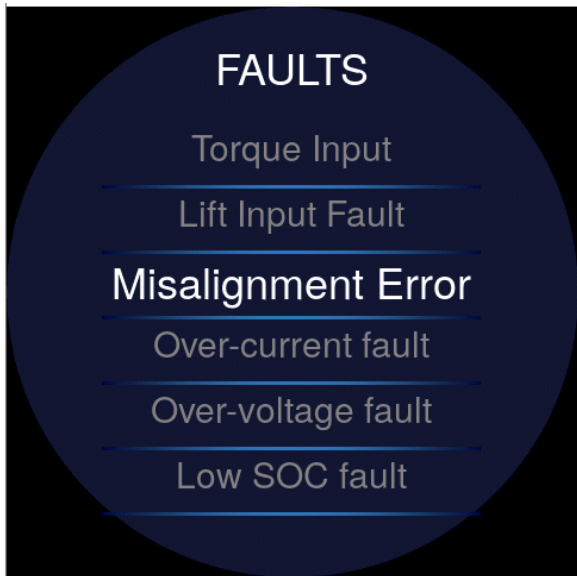 FAULTS
Torque Input
Lift Input Fault
Misalignment Error
Over-current fault
Over-voltage fault
Low SOC fault